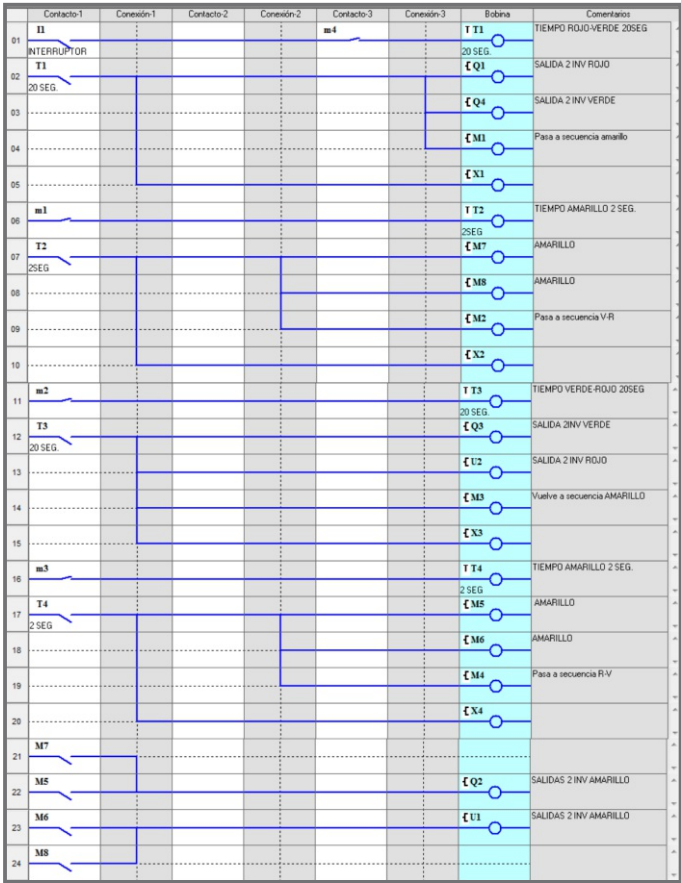 Contacto-1 Conexión-1 Contacto-2 Conexión-2 Contacto-3 Conexión-3 Bobina Comentarios
01 I1 m4 T T1 TIEMPO ROJO-VERDE 20SEG
INTERRUPTOR 20 SEG.
02 T1 [ Q1 SALIDA 2 INV ROJO
20 SEG.
03 [ Q4 SALIDA 2 INV VERDE
04 [ M1 Pasa a secuencia amarillo
05 [ X1
06 m1 T T2 TIEMPO AMARILLO 2 SEG.
2SEG
07 T2 [ M7 AMARILLO
2SEG
08 [ M8 AMARILLO
09 [ M2 Pasa a secuencia V-R
10 [ X2
11 m2 T T3 TIEMPO VERDE-ROJO 20SEG
20 SEG.
12 T3 [ Q3 SALIDA 2INV VERDE
20 SEG.
13 [ U2 SALIDA 2 INV ROJO
14 [ M3 Vuelve a secuencia AMARILLO
15 [ X3
16 m3 T T4 TIEMPO AMARILLO 2 SEG.
2 SEG
17 T4 [ M5 AMARILLO
2 SEG
18 [ M6 AMARILLO
19 [ M4 Pasa a secuencia R-V
20 [ X4
21 M7
22 M5 [ Q2 SALIDAS 2 INV AMARILLO
23 M6 [ U1 SALIDAS 2 INV AMARILLO
24 M8